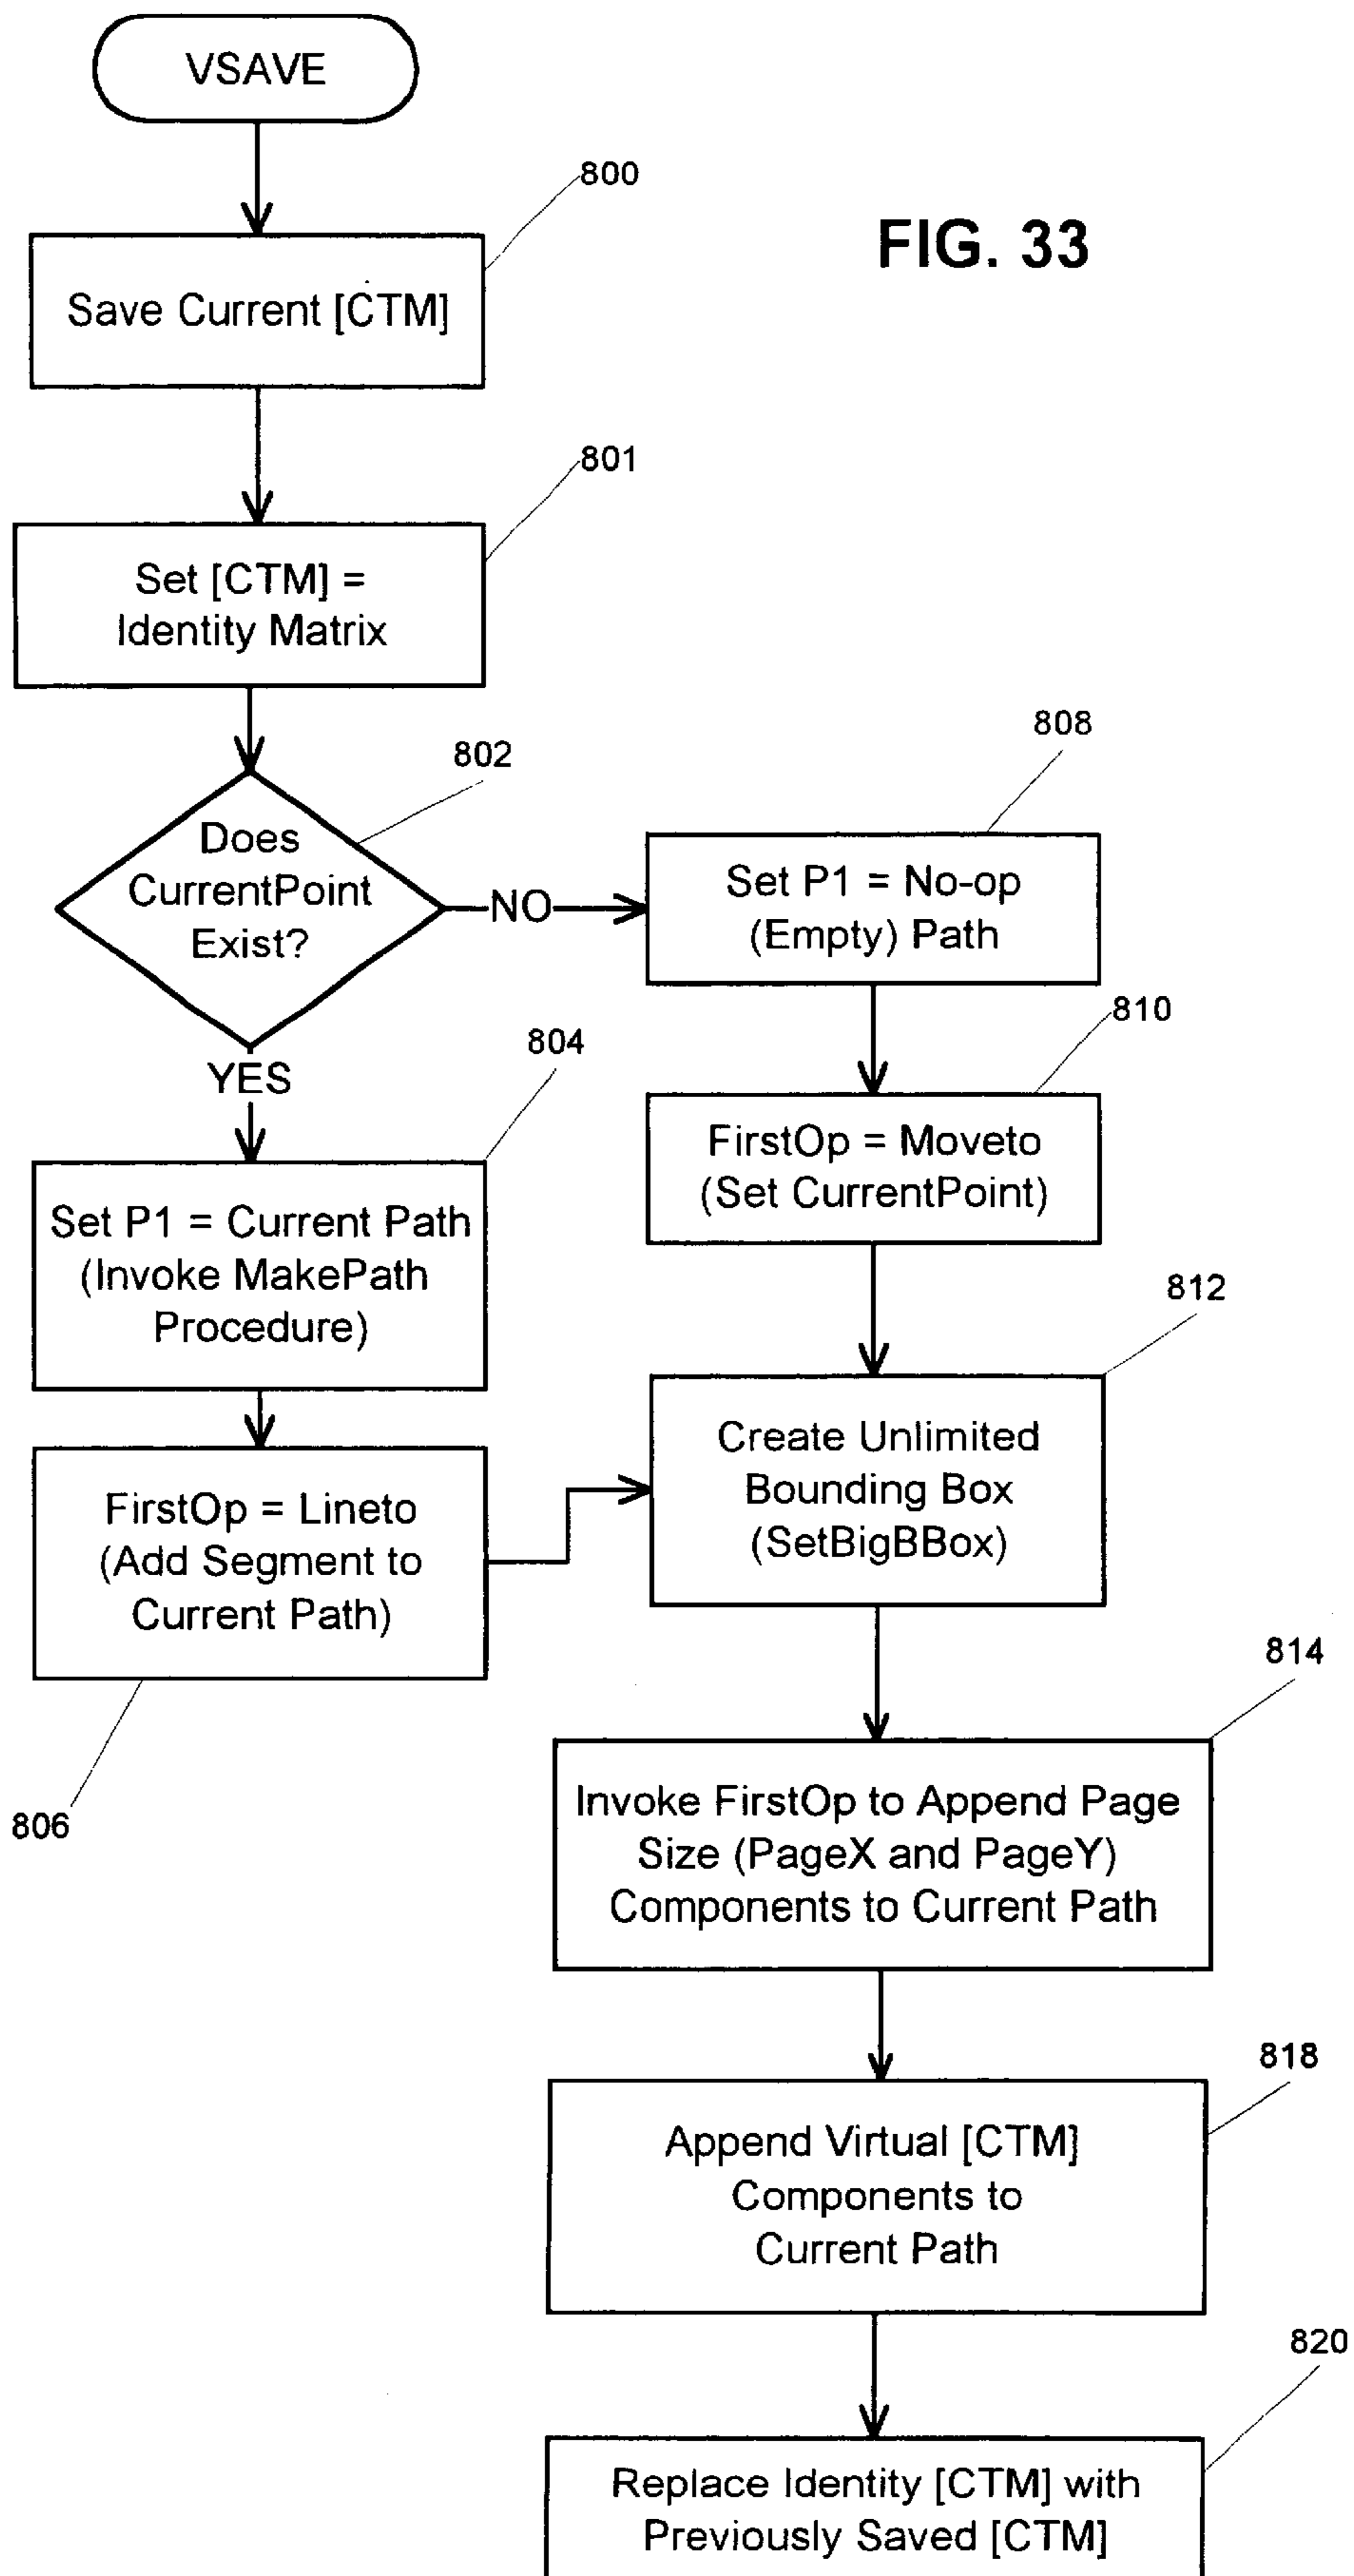 VSAVE
800
FIG. 33
Save Current [CTM]
801
Set [CTM] =
Identity Matrix
802
808
Does
CurrentPoint
Exist?
NO
Set P1 = No-op
(Empty) Path
YES
804
810
FirstOp = Moveto
(Set CurrentPoint)
Set P1 = Current Path
(Invoke MakePath
Procedure)
812
FirstOp = Lineto
(Add Segment to
Current Path)
806
Create Unlimited
Bounding Box
(SetBigBBox)
814
Invoke FirstOp to Append Page
Size (PageX and PageY)
Components to Current Path
818
Append Virtual [CTM]
Components to
Current Path
820
Replace Identity [CTM] with
Previously Saved [CTM]